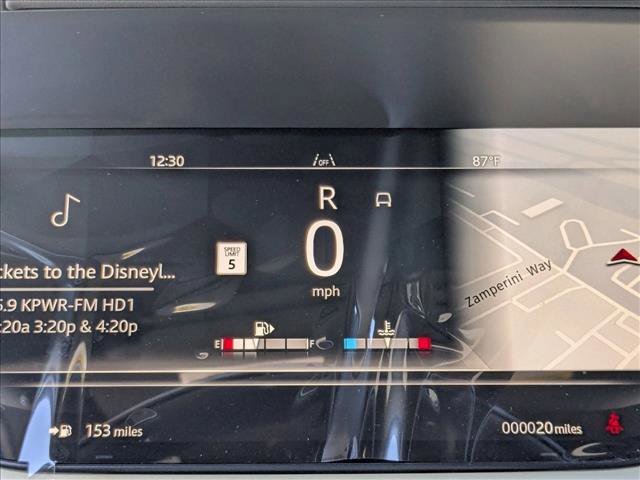 12:30
OFF
87°F
R
SPEED
LIMIT
5
0
mph
ckets to the Disneyl...
5.9 KPWR-FM HD1
:20a 3:20p & 4:20p
Zamperini Way
E
F
153 miles
000020 miles